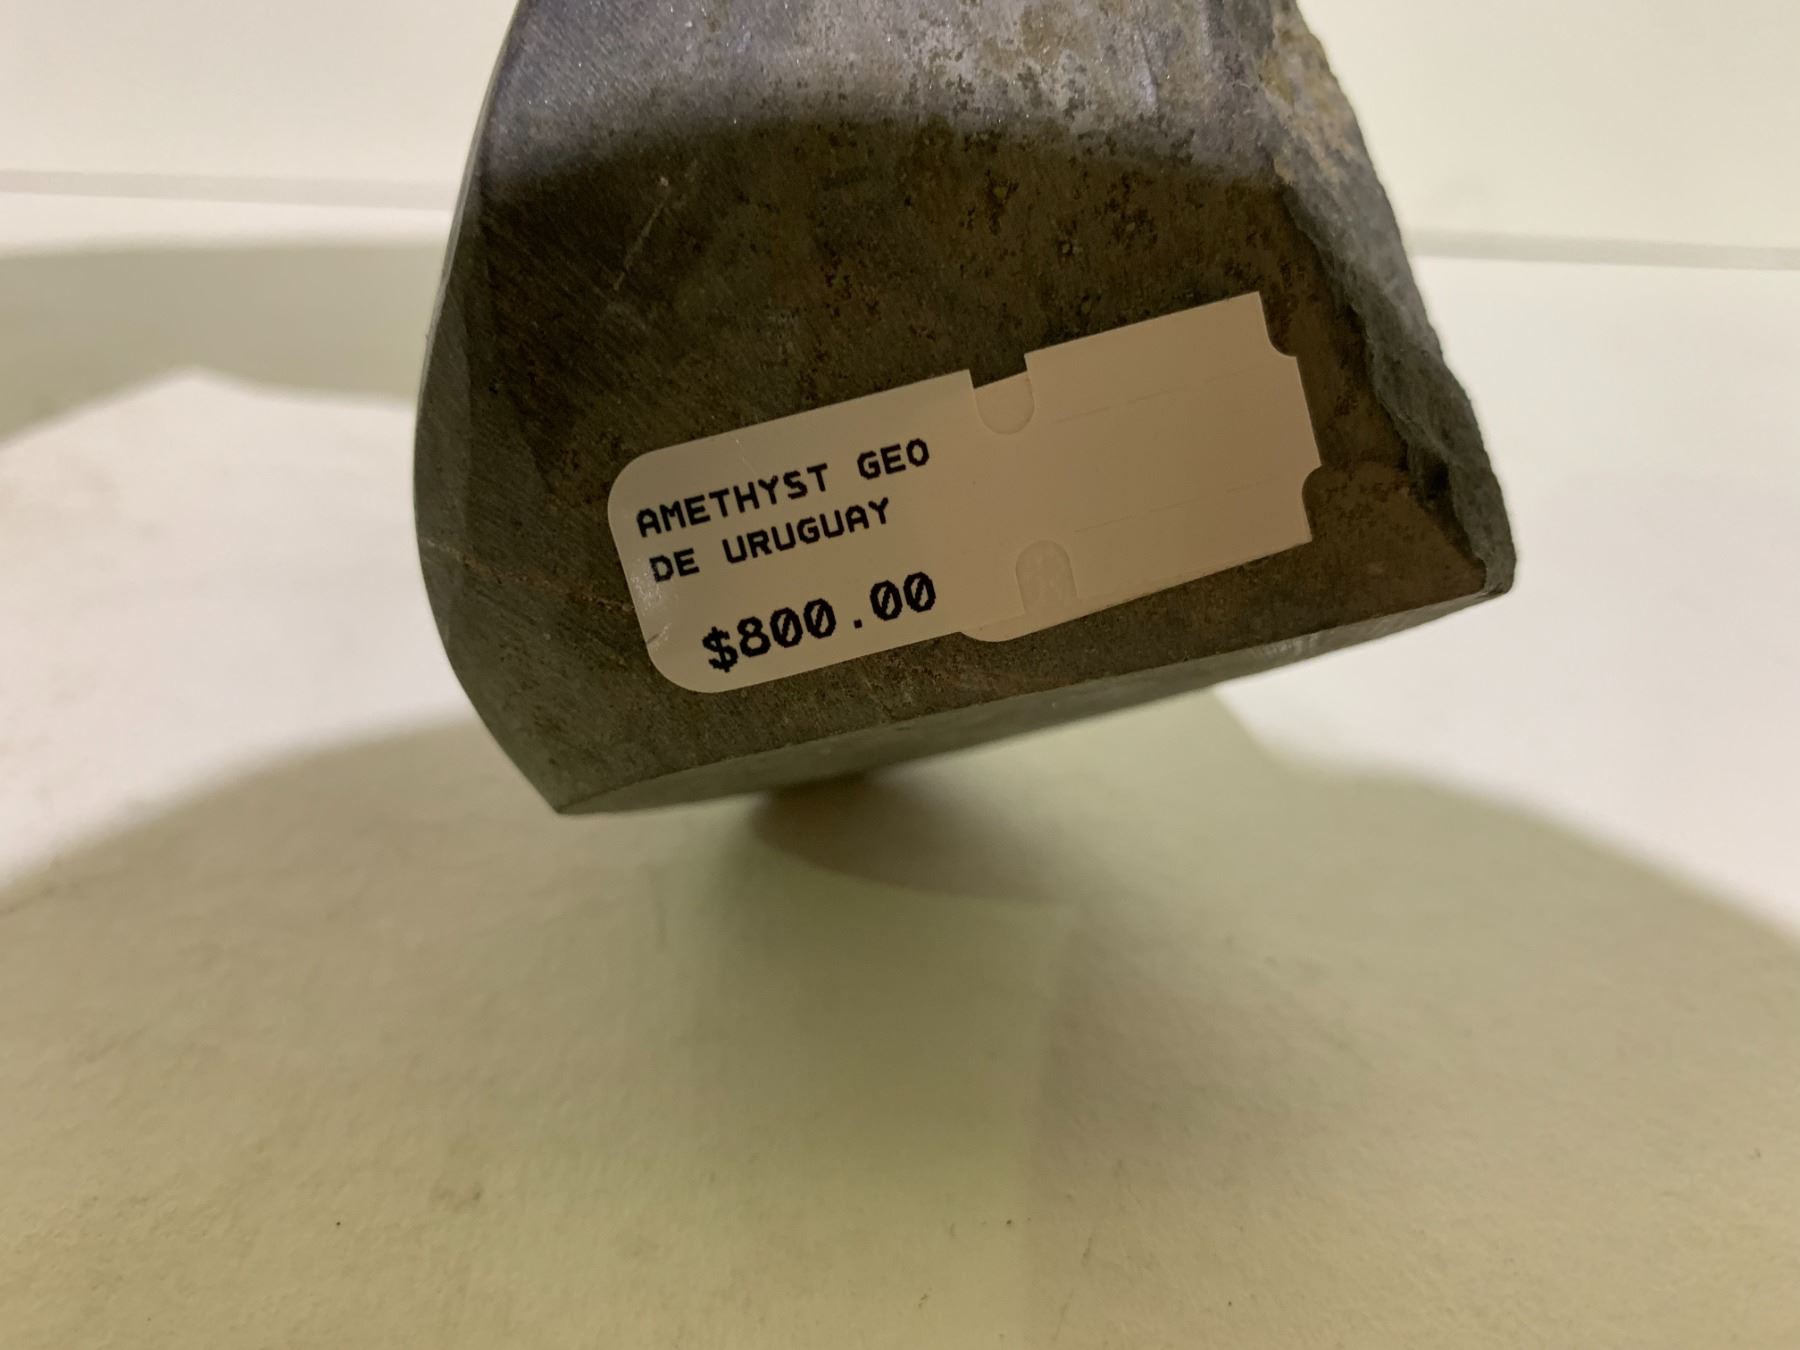 AMETHYST GEO
DE URUGUAY
$800.00